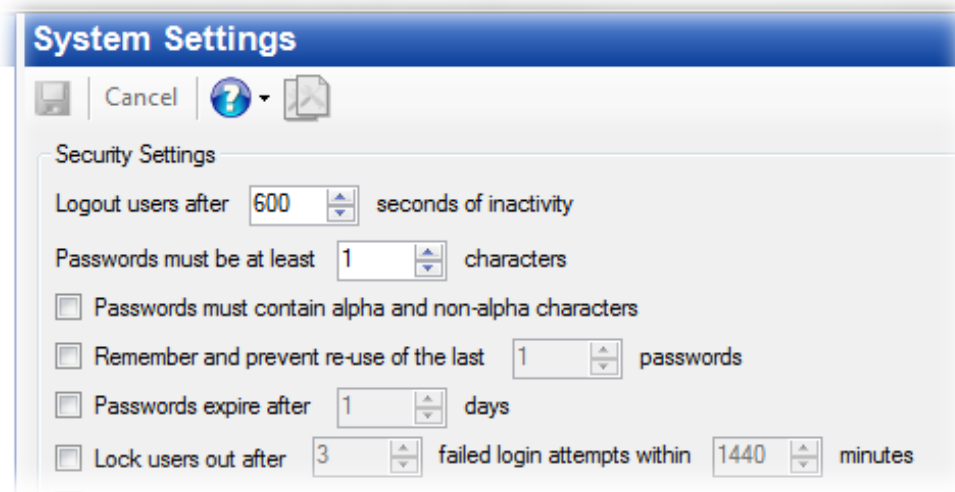 System Settings
Cancel
Security Settings
Logout users after 600 seconds of inactivity
Passwords must be at least 1 characters
Passwords must contain alpha and non-alpha characters
Remember and prevent re-use of the last 1 passwords
Passwords expire after 1 days
Lock users out after 3 failed login attempts within 1440 minutes